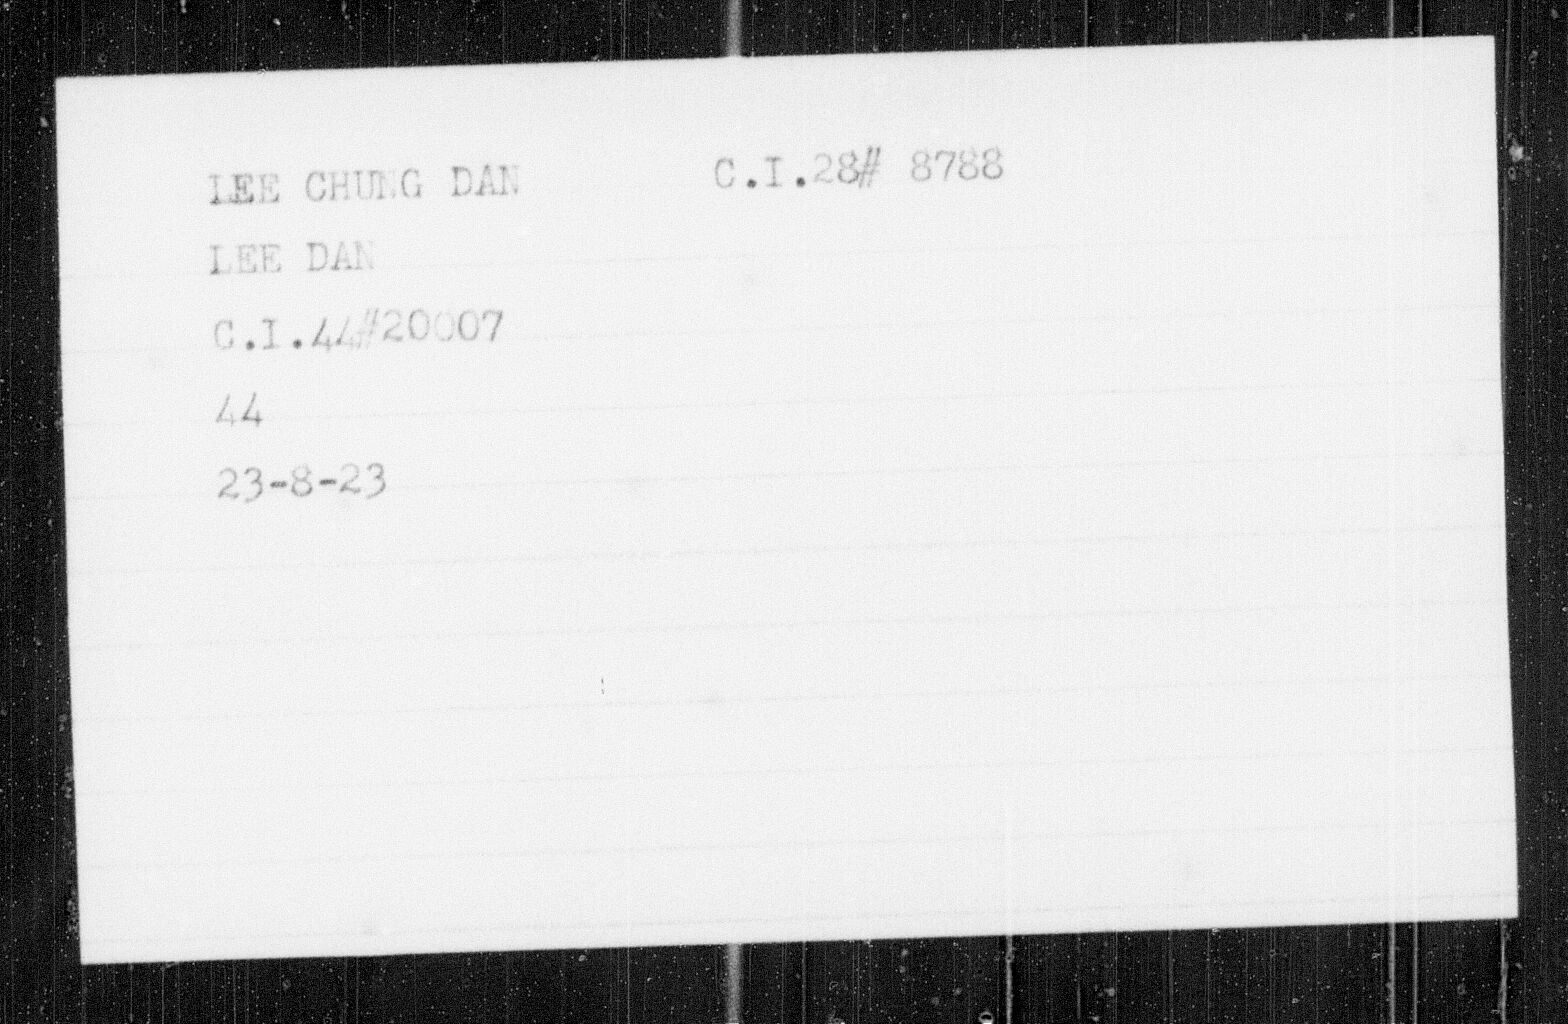 LEE CHUNG DAN C.I.28# 8788
LEE DAN
C.I.44#20007
44
23-8-23